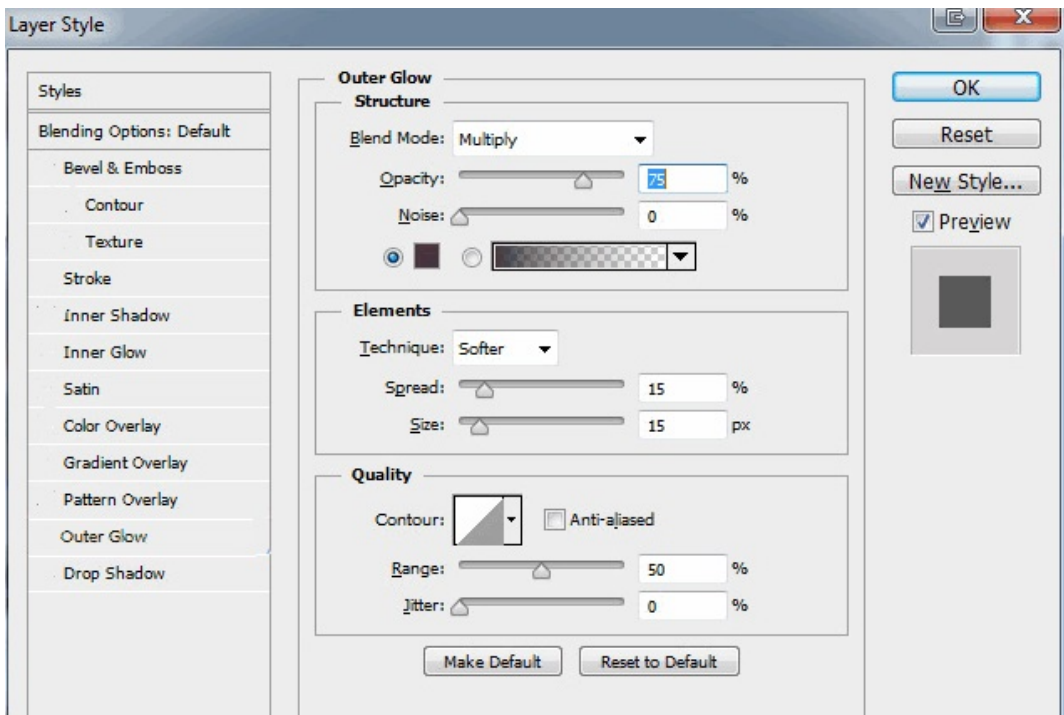 Layer Style
Styles
Blending Options: Default
Bevel & Emboss
Contour
Texture
Stroke
Inner Shadow
Inner Glow
Satin
Color Overlay
Gradient Overlay
Pattern Overlay
Outer Glow
Drop Shadow
Outer Glow
Structure
Blend Mode: Multiply
Opacity: 75 %
Noise: 0 %
Elements
Technique: Softer
Spread: 15 %
Size: 15 px
Quality
Contour: Anti-aliased
Range: 50 %
Jitter: 0 %
Make Default Reset to Default
OK
Reset
New Style...
Preview